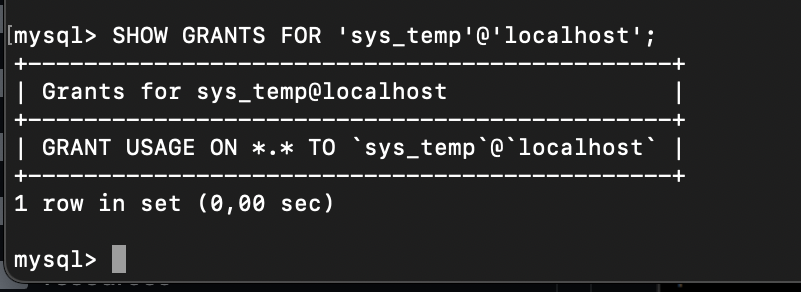 [mysql> SHOW GRANTS FOR 'sys_temp'@'localhost';
+----------------------------------------------+
| Grants for sys_temp@localhost                |
+----------------------------------------------+
| GRANT USAGE ON *.* TO `sys_temp`@`localhost` |
+----------------------------------------------+
1 row in set (0,00 sec)
mysql>